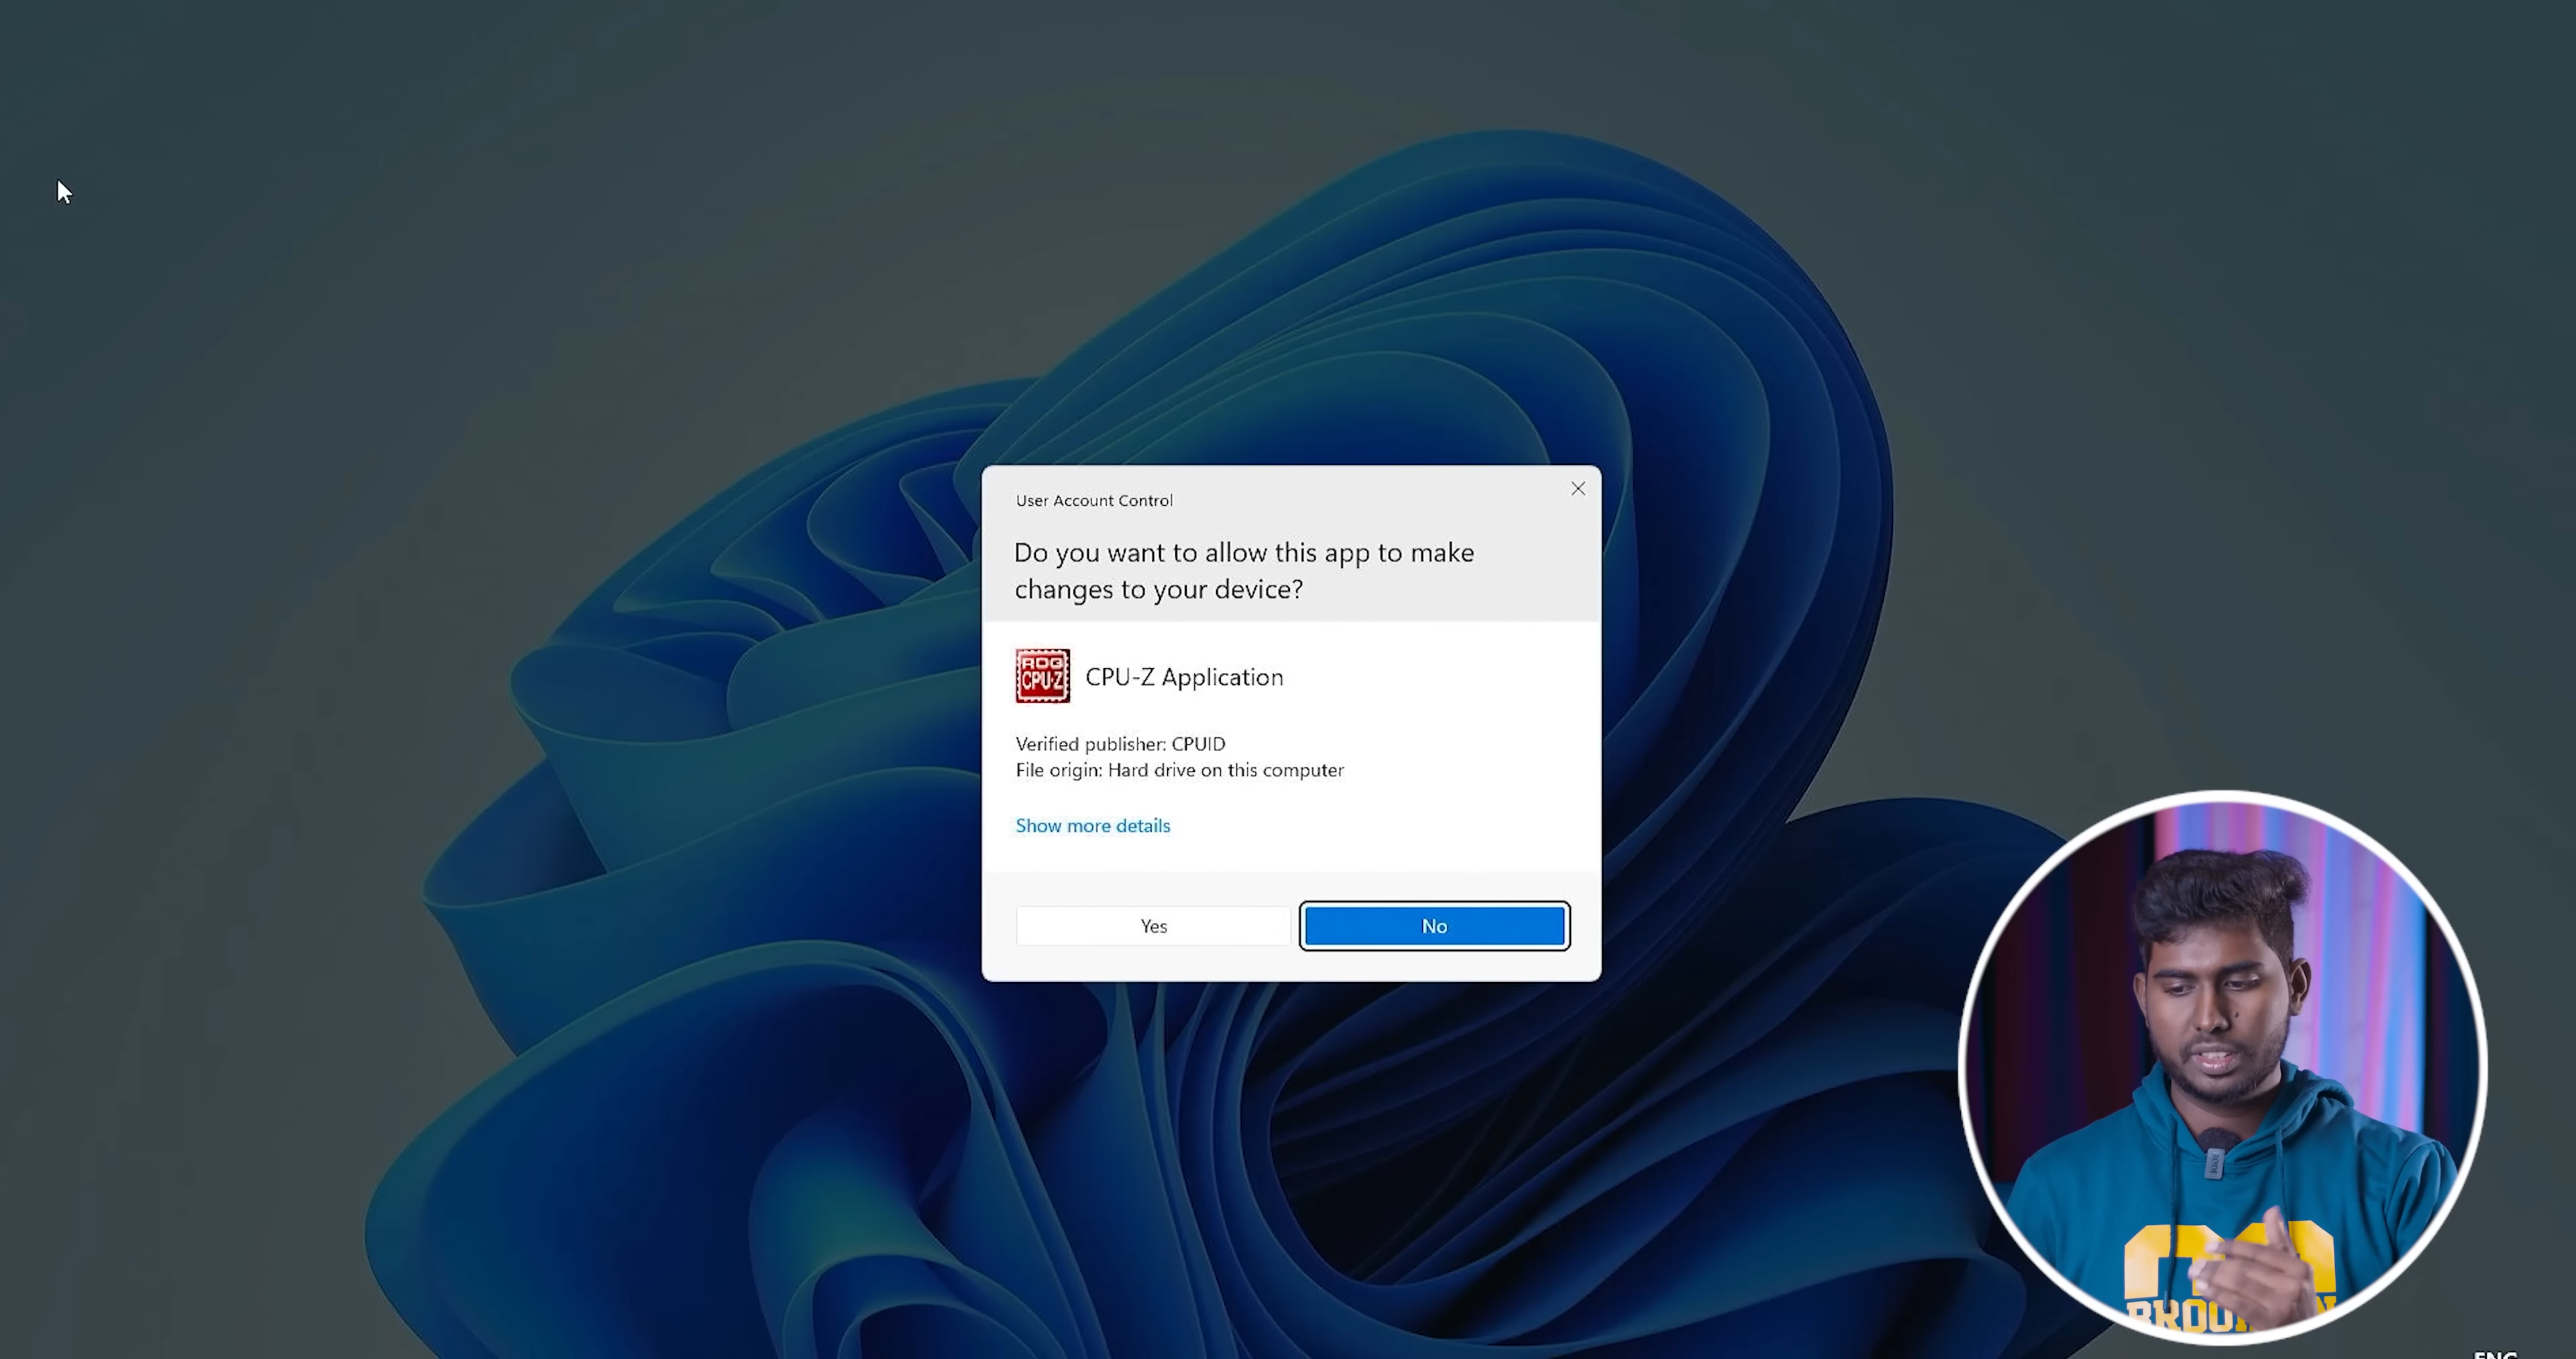 User Account Control
Do you want to allow this app to make
changes to your device?
ROG
CPU-Z
CPU-Z Application
Verified publisher: CPUID
File origin: Hard drive on this computer
Show more details
Yes
No
ENG